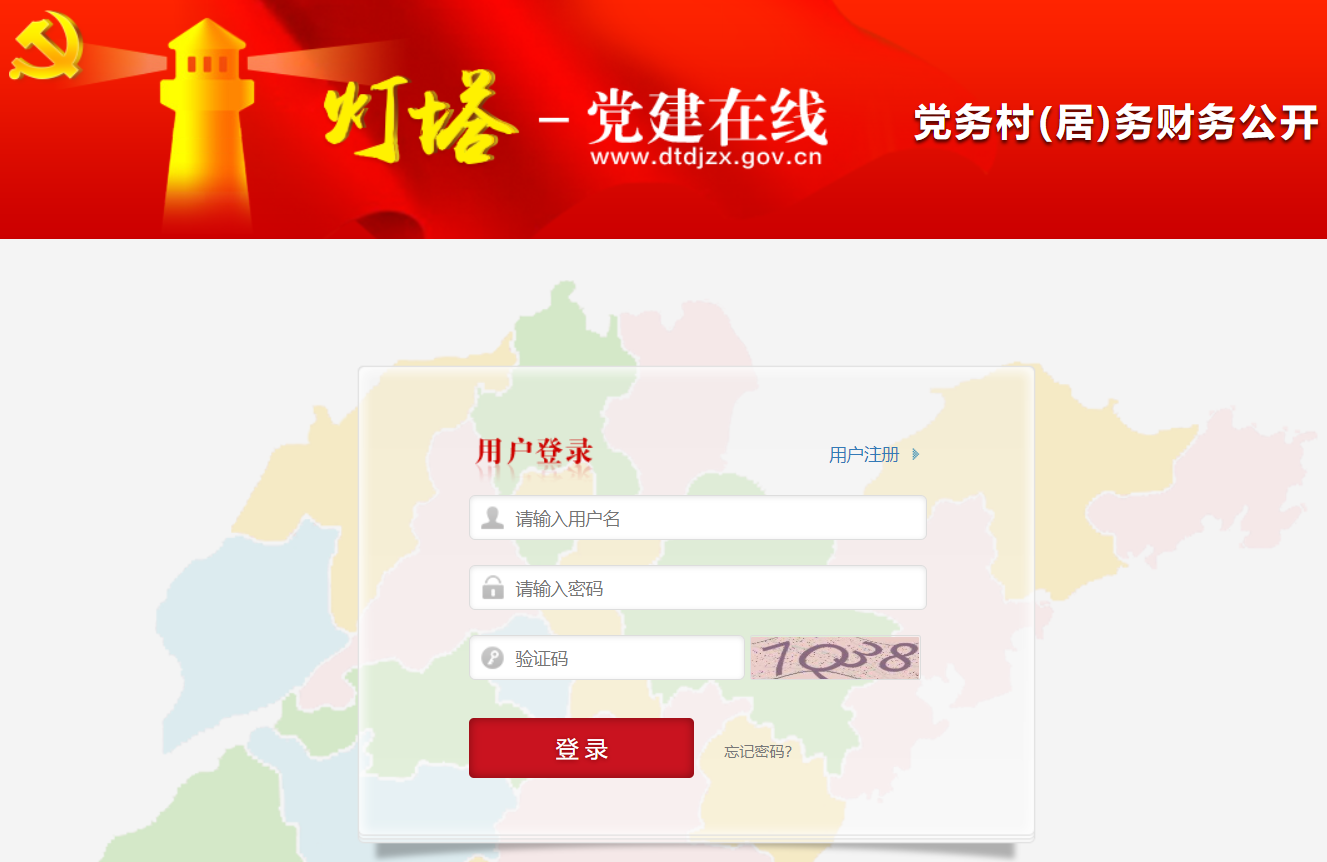 灯塔-党建在线
www.dtdjzx.gov.cn
党务村(居)务财务公开
用户登录
用户注册
请输入用户名
请输入密码
验证码
7Q38
登录
忘记密码?